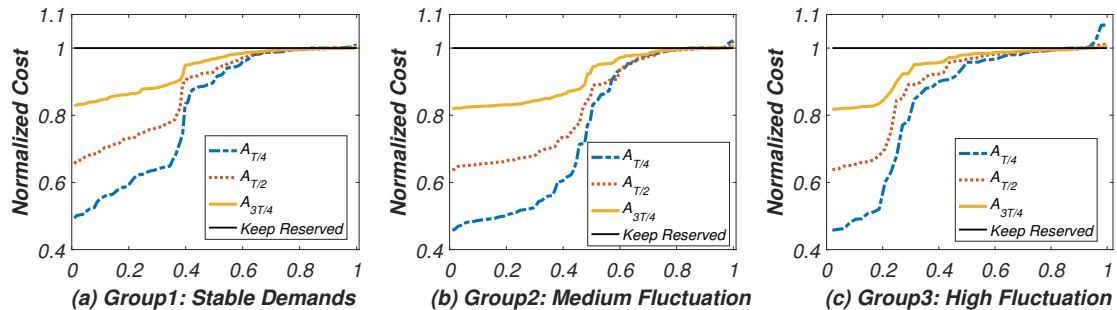 Normalized Cost
1.1
1
0.8
0.6
0.4
A_{T/4}
A_{T/2}
A_{3T/4}
Keep Reserved
0 0.2 0.4 0.6 0.8 1
(a) Group1: Stable Demands
Normalized Cost
1.1
1
0.8
0.6
0.4
A_{T/4}
A_{T/2}
A_{3T/4}
Keep Reserved
0 0.2 0.4 0.6 0.8 1
(b) Group2: Medium Fluctuation
Normalized Cost
1.1
1
0.8
0.6
0.4
A_{T/4}
A_{T/2}
A_{3T/4}
Keep Reserved
0 0.2 0.4 0.6 0.8 1
(c) Group3: High Fluctuation